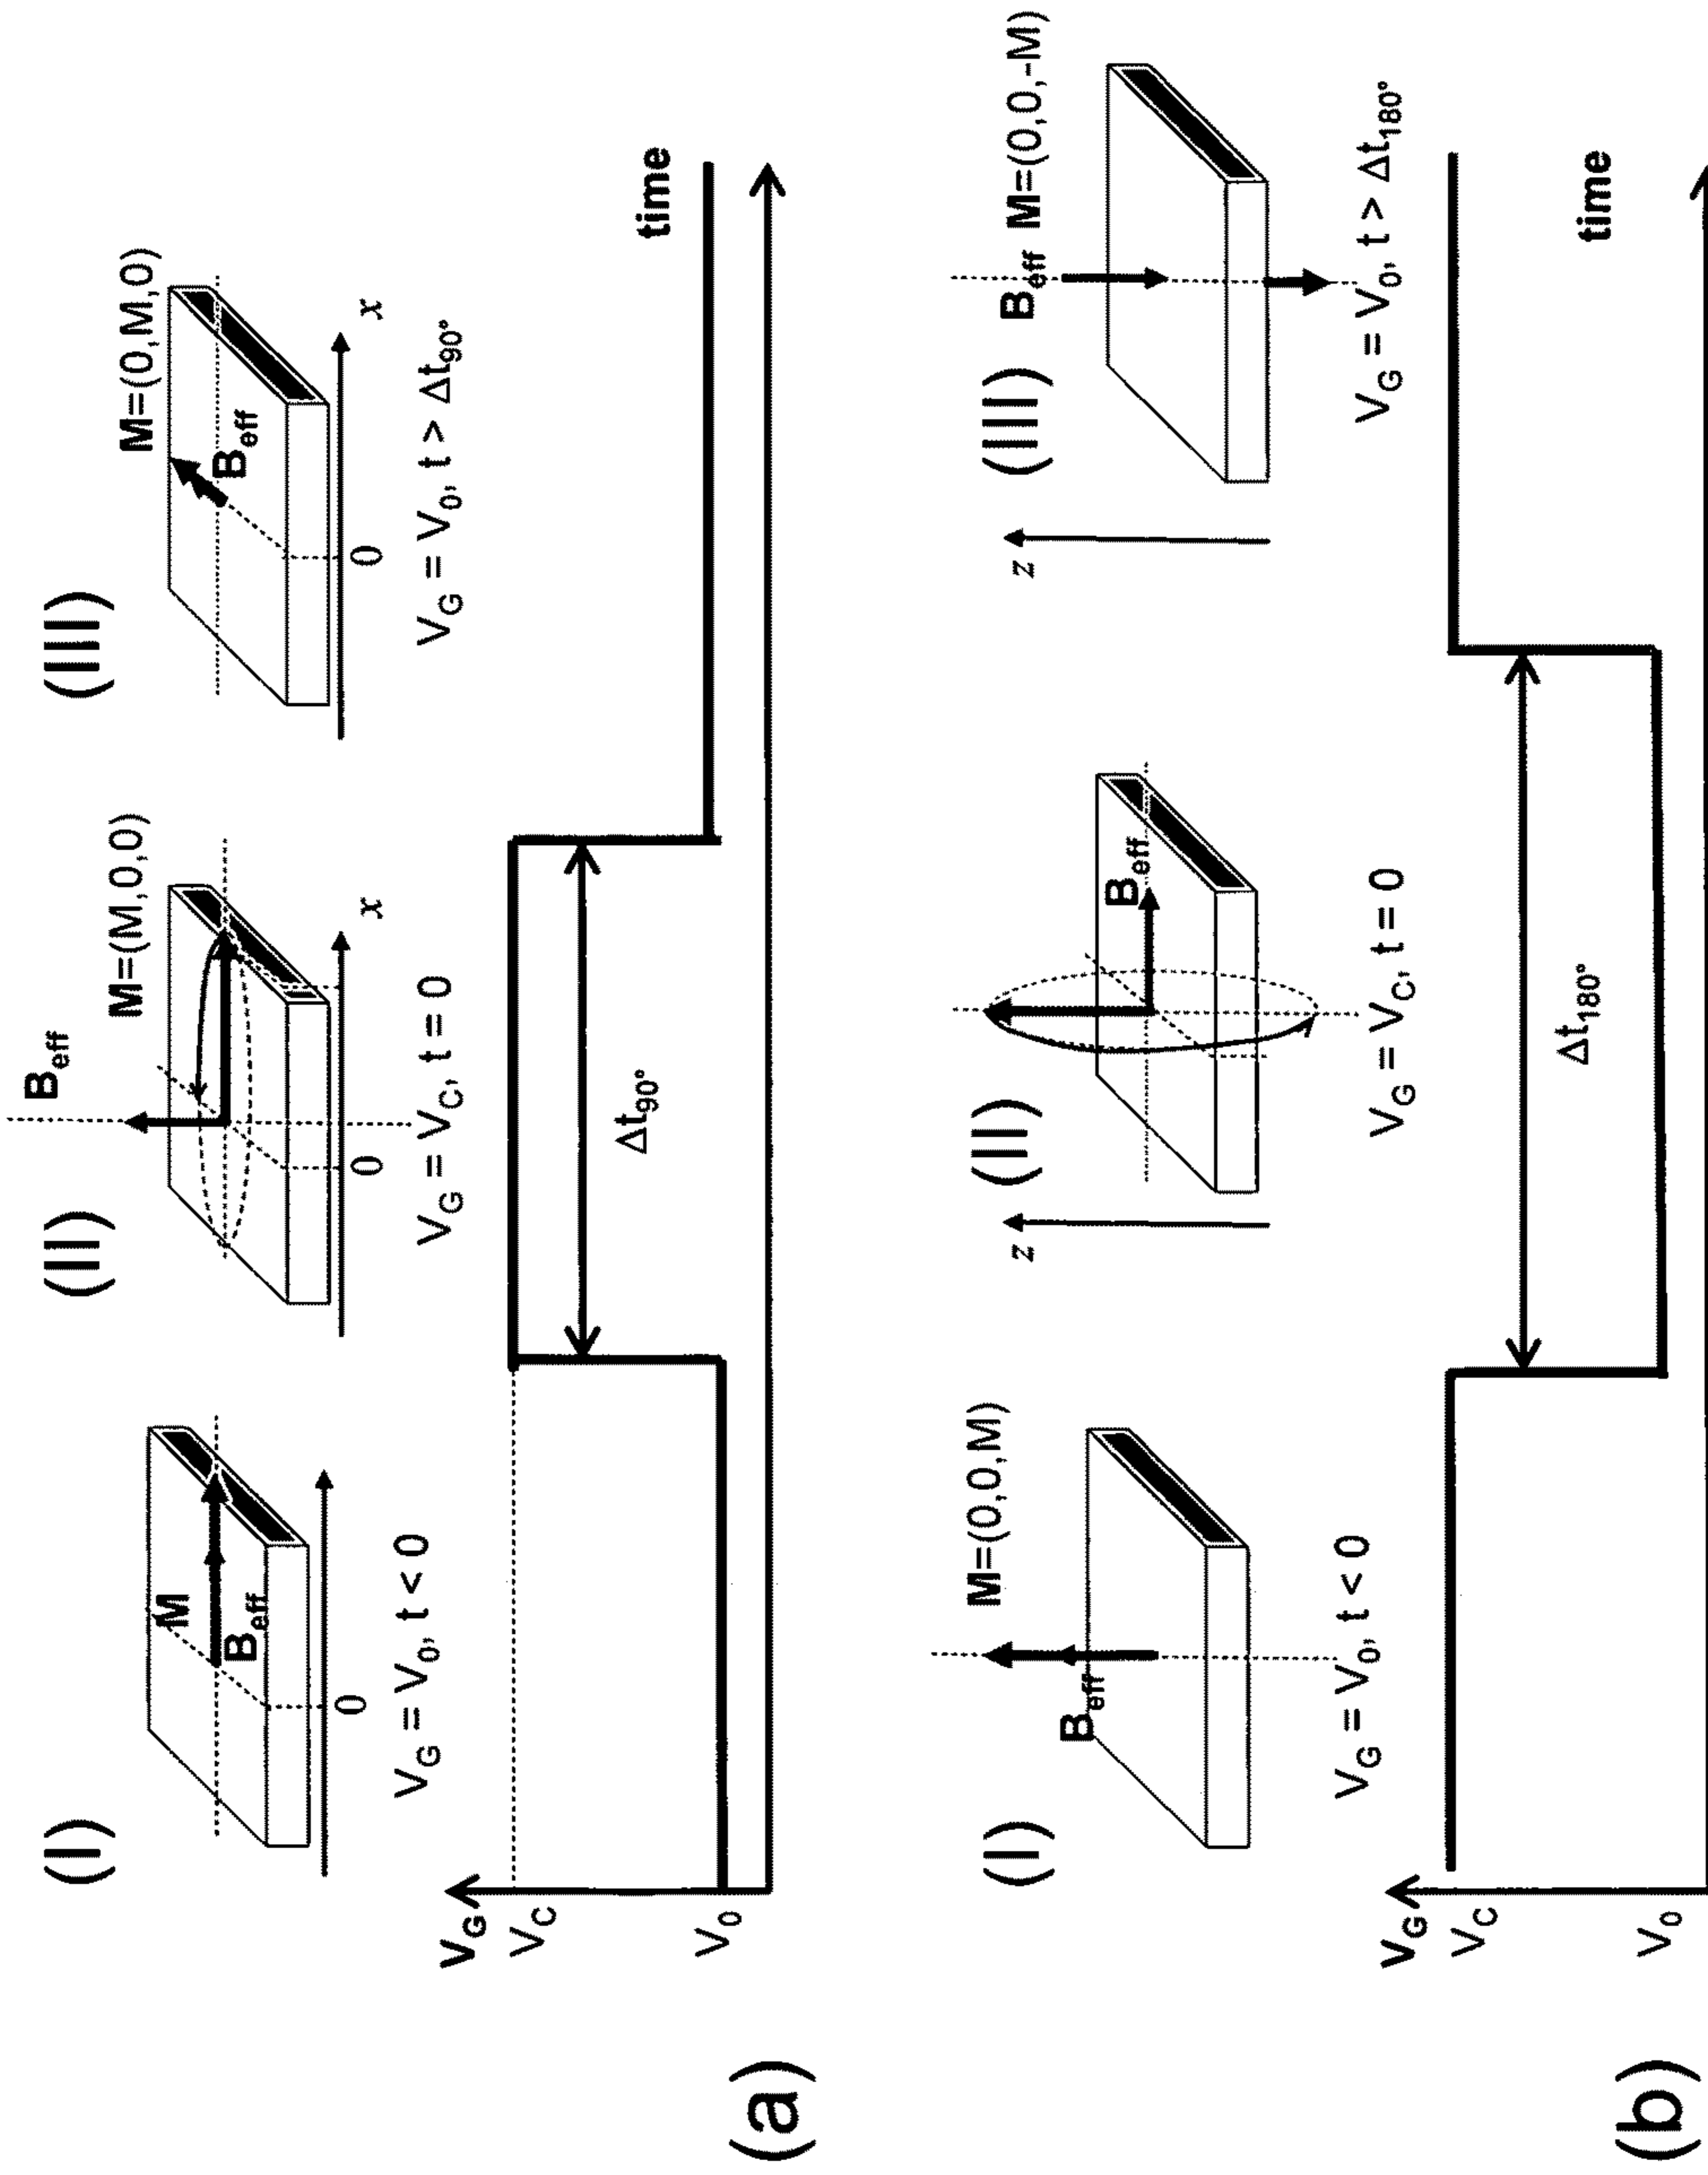 (I)
M
B_eff
0
V_G = V_0, t < 0
(II)
B_eff
M=(M,0,0)
0
x
V_G = V_C, t = 0
(III)
M=(0,M,0)
B_eff
0
x
V_G = V_0, t > Δt_90°
V_G
V_C
V_0
Δt_90°
time
(a)
(I)
M=(0,0,M)
B_eff
V_G = V_0, t < 0
(II)
z
B_eff
V_G = V_C, t = 0
(III)
B_eff M=(0,0,-M)
z
V_G = V_0, t > Δt_180°
V_G
V_C
V_0
Δt_180°
time
(b)